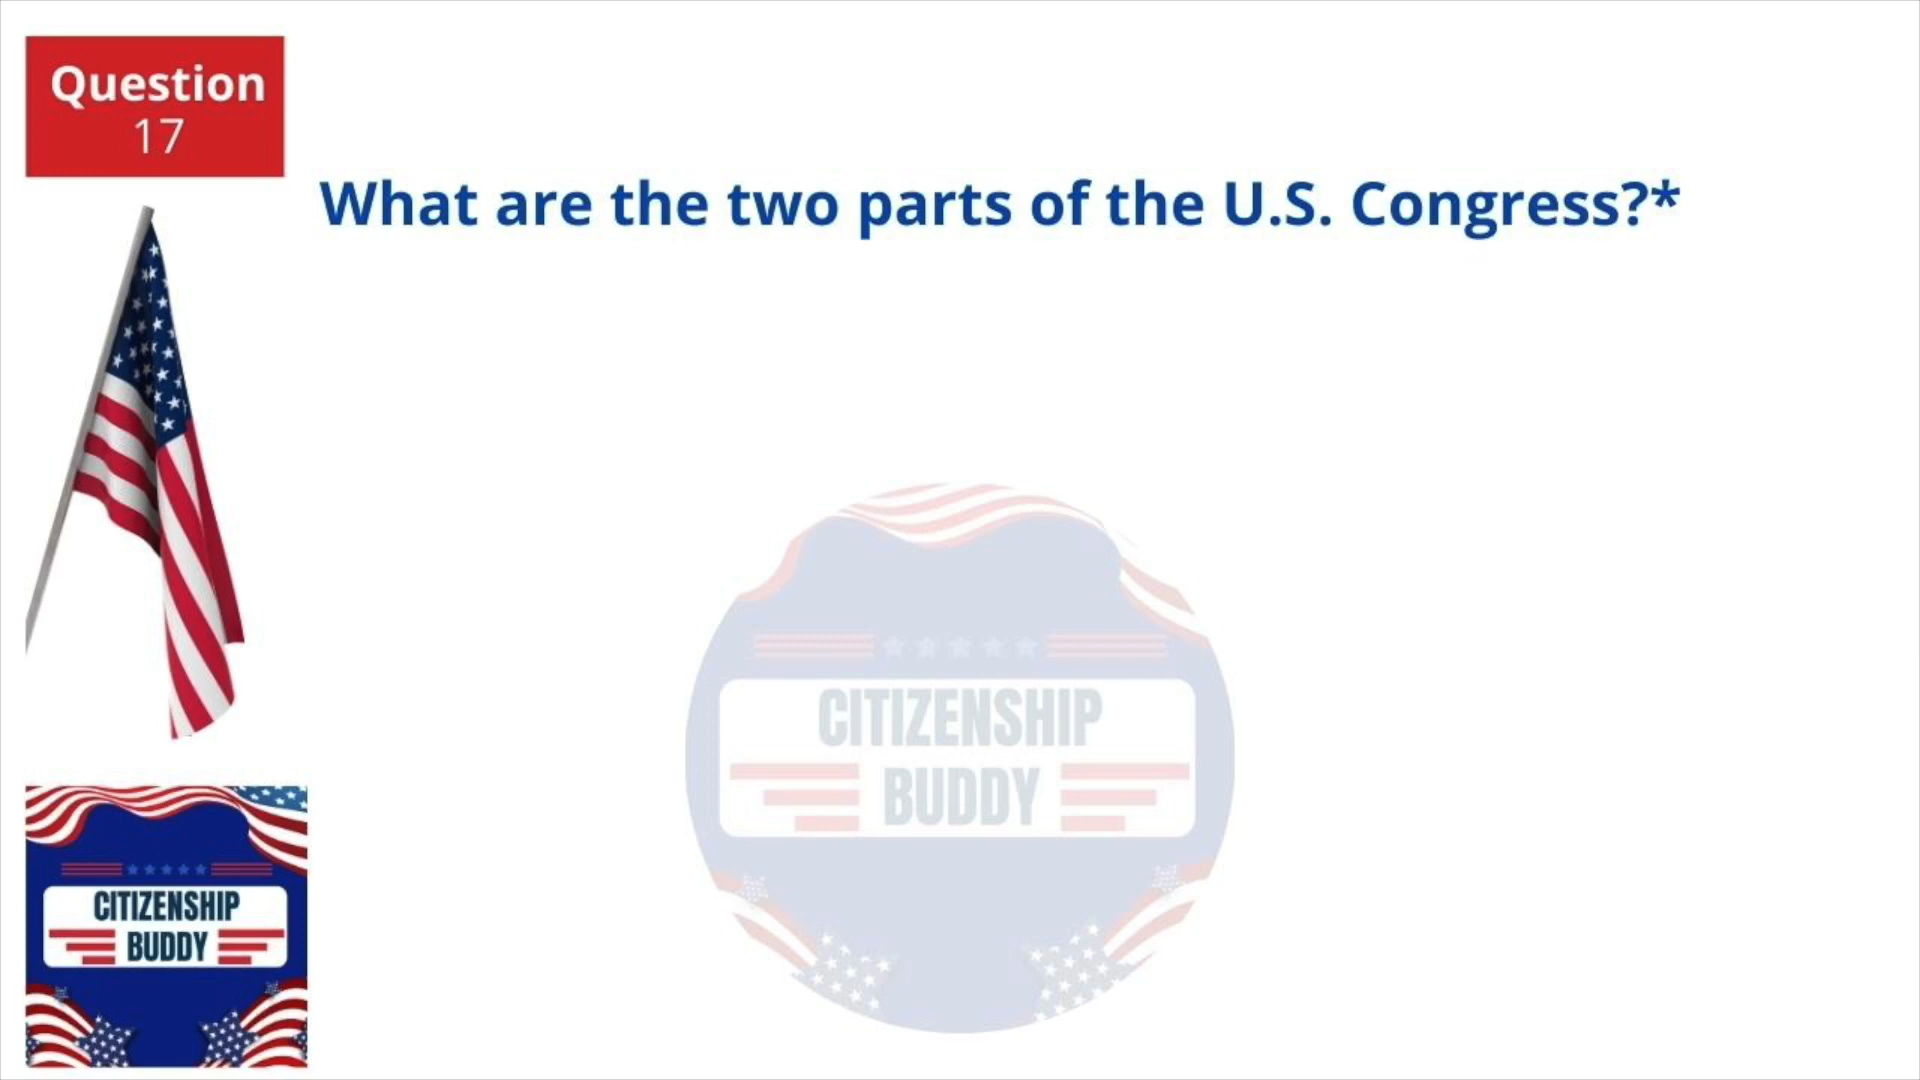 Question
17
What are the two parts of the U.S. Congress?*
CITIZENSHIP
BUDDY
CITIZENSHIP
BUDDY